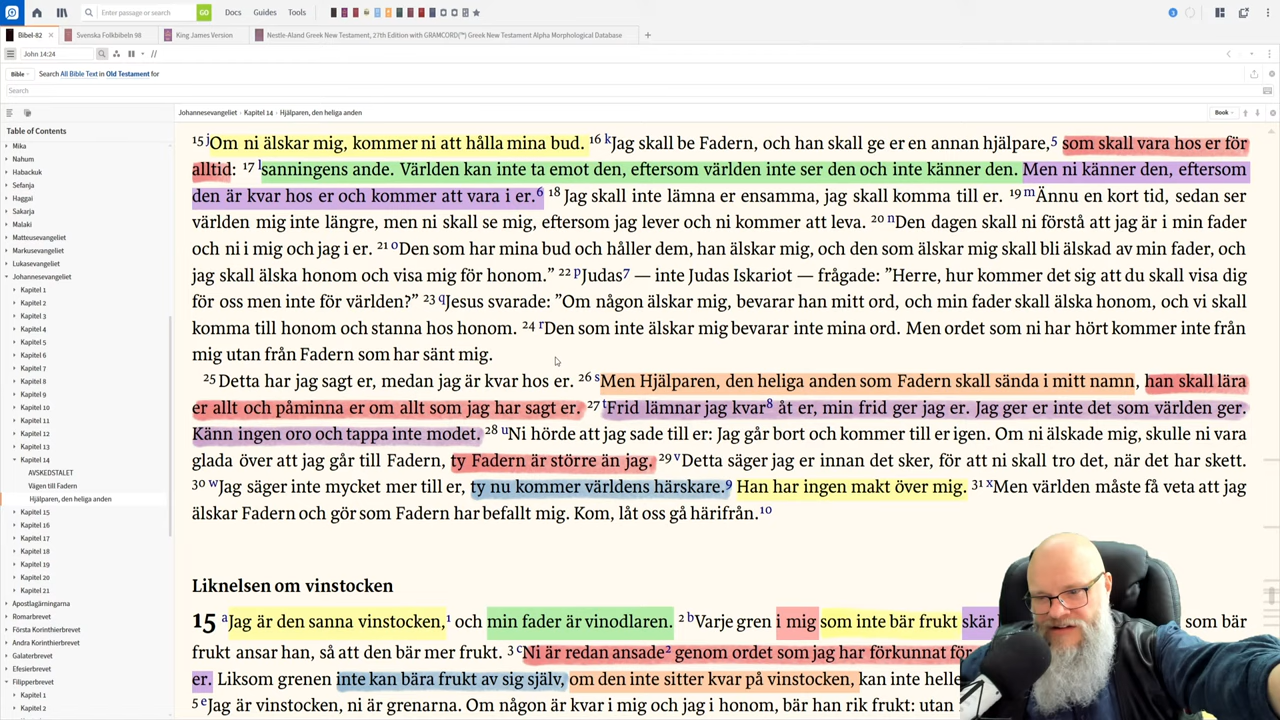 Enter passage or search
GO
Docs
Guides
Tools
3
Bibel-82
Svenska Folkbibeln 98
King James Version
Nestle-Aland Greek New Testament, 27th Edition with GRAMCORD(™) Greek New Testament Alpha Morphological Database
John 14:24
Bible
Search All Bible Text in Old Testament for
Search
Johannesevangeliet › Kapitel 14 › Hjälparen, den heliga anden
Book
Table of Contents
Mika
Nahum
Habackuk
Sefanja
Haggai
Sakarja
Malaki
Matteusevangeliet
Markusevangeliet
Lukasevangeliet
Johannesevangeliet
Kapitel 1
Kapitel 2
Kapitel 3
Kapitel 4
Kapitel 5
Kapitel 6
Kapitel 7
Kapitel 8
Kapitel 9
Kapitel 10
Kapitel 11
Kapitel 12
Kapitel 13
Kapitel 14
AVSKEDSTALET
Vägen till Fadern
Hjälparen, den heliga anden
Kapitel 15
Kapitel 16
Kapitel 17
Kapitel 18
Kapitel 19
Kapitel 20
Kapitel 21
Apostlagärningarna
Romarbrevet
Första Korinthierbrevet
Andra Korinthierbrevet
Galaterbrevet
Efesierbrevet
Filipperbrevet
Kapitel 1
Kapitel 2
15 j Om ni älskar mig, kommer ni att hålla mina bud. 16 k Jag skall be Fadern, och han skall ge er en annan hjälpare,5 som skall vara hos er för
alltid: 17 l sanningens ande. Världen kan inte ta emot den, eftersom världen inte ser den och inte känner den. Men ni känner den, eftersom
den är kvar hos er och kommer att vara i er.6 18 Jag skall inte lämna er ensamma, jag skall komma till er. 19 m Ännu en kort tid, sedan ser
världen mig inte längre, men ni skall se mig, eftersom jag lever och ni kommer att leva. 20 n Den dagen skall ni förstå att jag är i min fader
och ni i mig och jag i er. 21 o Den som har mina bud och håller dem, han älskar mig, och den som älskar mig skall bli älskad av min fader, och
jag skall älska honom och visa mig för honom.” 22 p Judas7 — inte Judas Iskariot — frågade: ”Herre, hur kommer det sig att du skall visa dig
för oss men inte för världen?” 23 q Jesus svarade: ”Om någon älskar mig, bevarar han mitt ord, och min fader skall älska honom, och vi skall
komma till honom och stanna hos honom. 24 r Den som inte älskar mig bevarar inte mina ord. Men ordet som ni har hört kommer inte från
mig utan från Fadern som har sänt mig.
25 Detta har jag sagt er, medan jag är kvar hos er. 26 s Men Hjälparen, den heliga anden som Fadern skall sända i mitt namn, han skall lära
er allt och påminna er om allt som jag har sagt er. 27 t Frid lämnar jag kvar8 åt er, min frid ger jag er. Jag ger er inte det som världen ger.
Känn ingen oro och tappa inte modet. 28 u Ni hörde att jag sade till er: Jag går bort och kommer till er igen. Om ni älskade mig, skulle ni vara
glada över att jag går till Fadern, ty Fadern är större än jag. 29 v Detta säger jag er innan det sker, för att ni skall tro det, när det har skett.
30 w Jag säger inte mycket mer till er, ty nu kommer världens härskare.9 Han har ingen makt över mig. 31 x Men världen måste få veta att jag
älskar Fadern och gör som Fadern har befallt mig. Kom, låt oss gå härifrån.10
Liknelsen om vinstocken
15 a Jag är den sanna vinstocken,1 och min fader är vinodlaren. 2 b Varje gren i mig som inte bär frukt skär som bär
frukt ansar han, så att den bär mer frukt. 3 c Ni är redan ansade2 genom ordet som jag har förkunnat för
er. Liksom grenen inte kan bära frukt av sig själv, om den inte sitter kvar på vinstocken, kan inte
5 e Jag är vinstocken, ni är grenarna. Om någon är kvar i mig och jag i honom, bär han rik frukt: utan